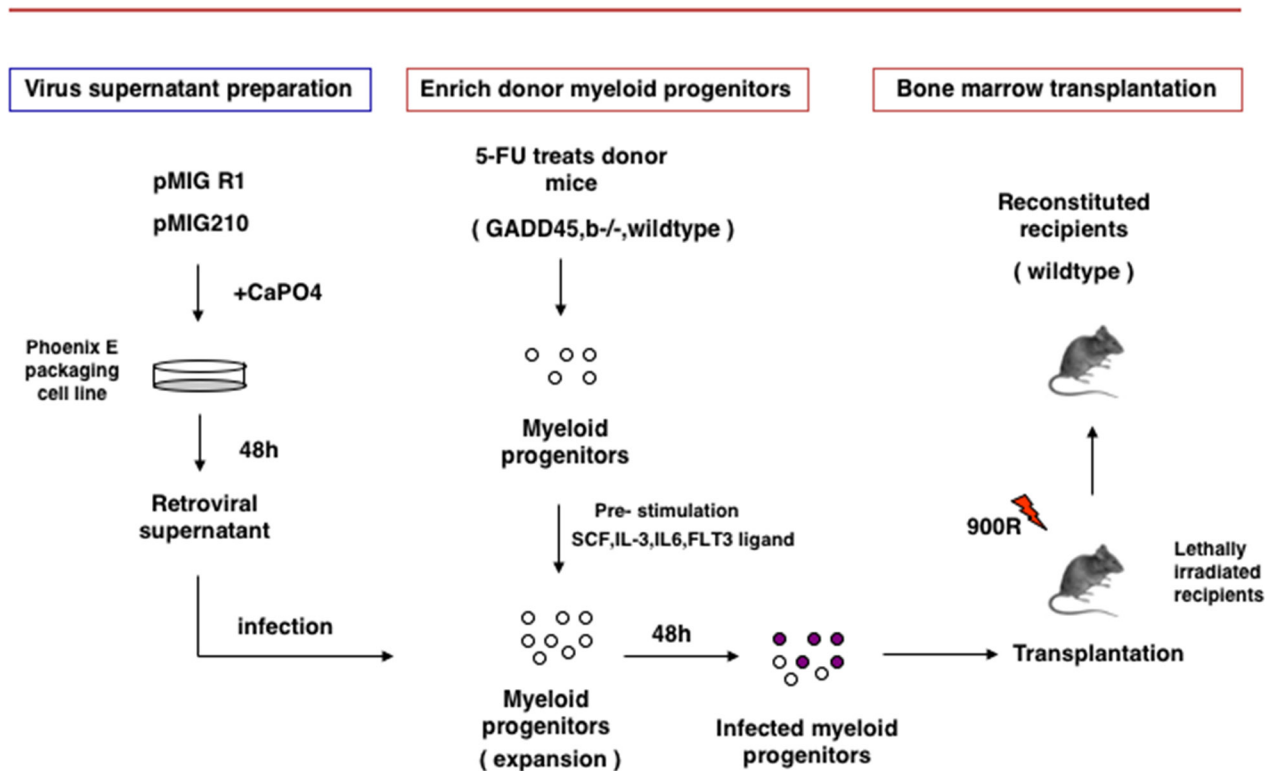 Virus supernatant preparation
pMIG R1
pMIG210
+CaPO4
Phoenix E
packaging
cell line
48h
Retroviral
supernatant
infection
Enrich donor myeloid progenitors
5-FU treats donor
mice
( GADD45,b-/-,wildtype )
Myeloid
progenitors
Pre- stimulation
SCF,IL-3,IL6,FLT3 ligand
Myeloid
progenitors
( expansion )
48h
Infected myeloid
progenitors
Bone marrow transplantation
Reconstituted
recipients
( wildtype )
900R
Lethally
irradiated
recipients
Transplantation